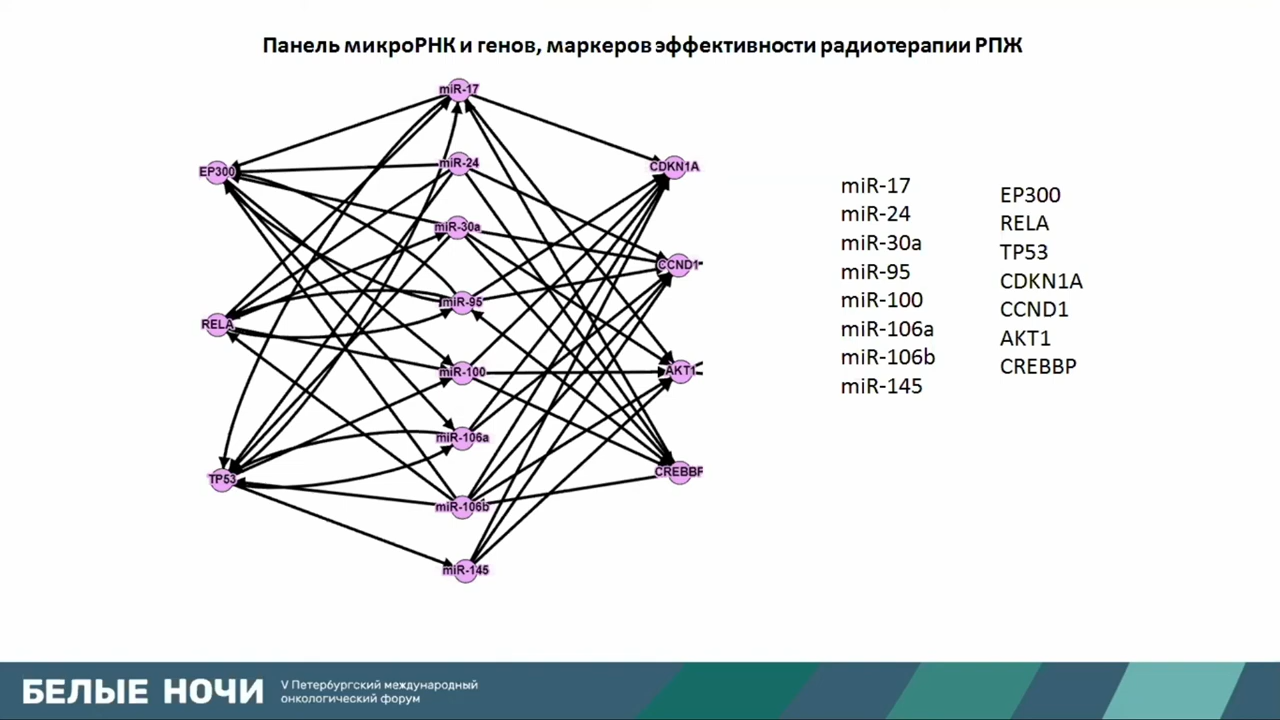 Панель микроРНК и генов, маркеров эффективности радиотерапии РПЖ
miR-17
miR-24
miR-30a
miR-95
miR-100
miR-106a
miR-106b
miR-145
EP300
RELA
TP53
CDKN1A
CCND1
AKT1
CREBBP
miR-17
miR-24
miR-30a
miR-95
miR-100
miR-106a
miR-106b
miR-145
EP300
RELA
TP53
CDKN1A
CCND1
AKT1
CREBBP
БЕЛЫЕ НОЧИ
V Петербургский международный
онкологический форум